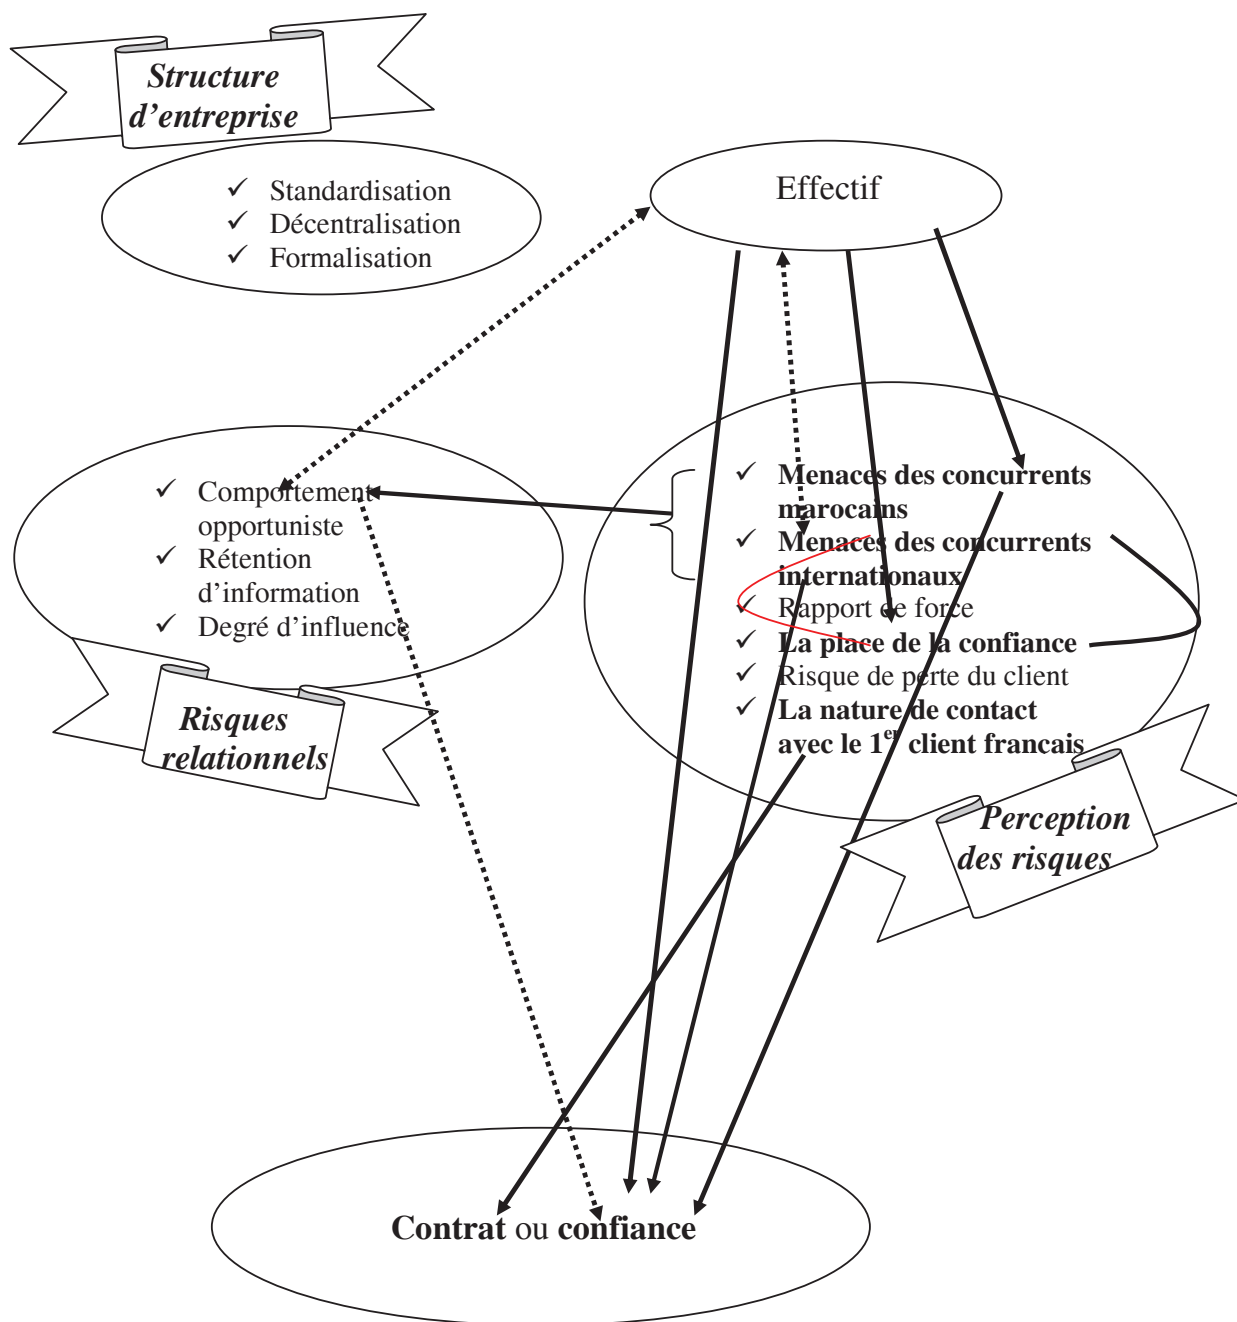 Structure
d’entreprise
✓ Standardisation
✓ Décentralisation
✓ Formalisation
Effectif
✓ Comportement
opportuniste
✓ Rétention
d’information
✓ Degré d’influence
Risques
relationnels
✓ Menaces des concurrents
marocains
✓ Menaces des concurrents
internationaux
✓ Rapport de force
✓ La place de la confiance
✓ Risque de perte du client
✓ La nature de contact
avec le 1er client francais
Perception
des risques
Contrat ou confiance